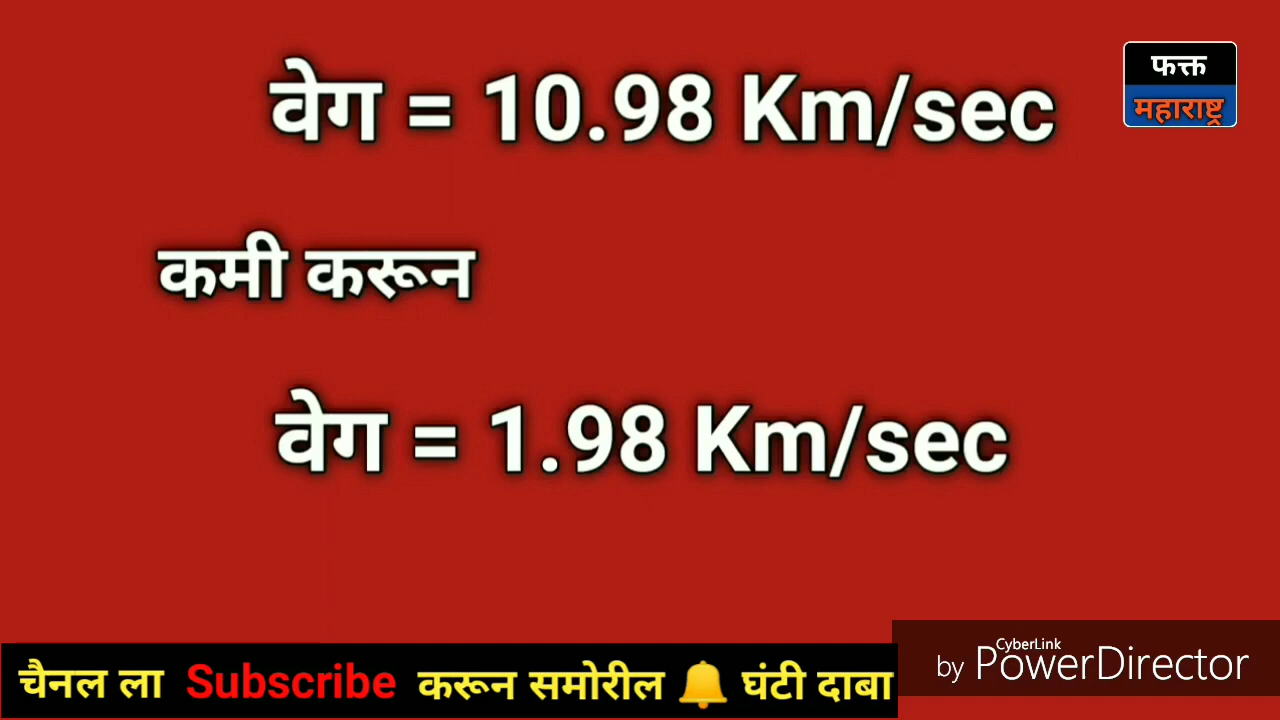 वेग = 10.98 Km/sec
फक्त
महाराष्ट्र
कमी करून
वेग = 1.98 Km/sec
चैनल ला Subscribe करून समोरील 🔔 घंटी दाबा
CyberLink
by PowerDirector